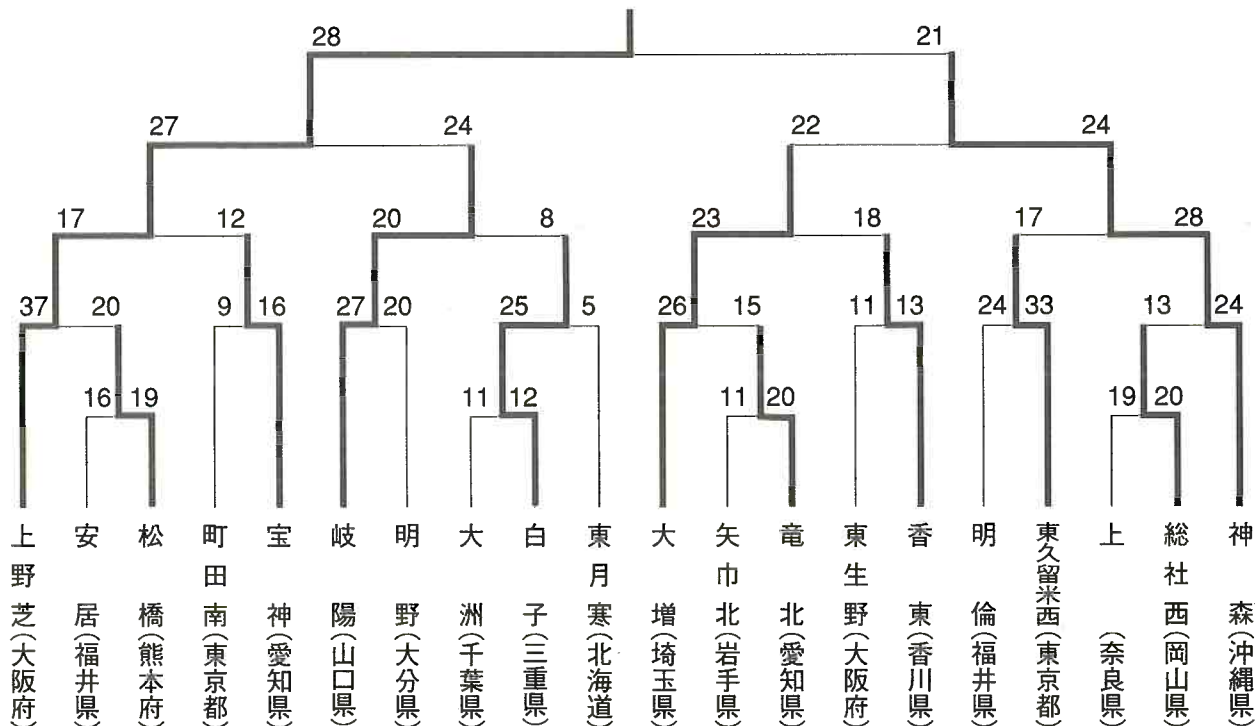 28 21
27 24 22 24
17 12 20 8 23 18 17 28
37 20 9 16 27 20 25 5 26 15 11 13 24 33 13 24
16 19 11 12 11 20 19 20
上野芝(大阪府)
安居(福井県)
松橋(熊本府)
町田南(東京都)
宝神(愛知県)
岐陽(山口県)
明野(大分県)
大洲(千葉県)
白子(三重県)
東月寒(北海道)
大増(埼玉県)
矢巾北(岩手県)
竜北(愛知県)
東生野(大阪府)
香東(香川県)
明倫(福井県)
東久留米西(東京都)
上(奈良県)
総社西(岡山県)
神森(沖縄県)